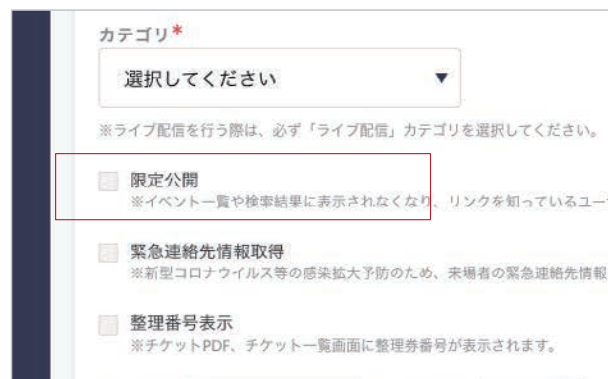 カテゴリ*
選択してください
※ライブ配信を行う際は、必ず「ライブ配信」カテゴリを選択してください。
限定公開
※イベント一覧や検索結果に表示されなくなり、リンクを知っているユー
緊急連絡先情報取得
※新型コロナウイルス等の感染拡大予防のため、来場者の緊急連絡先情報
整理番号表示
※チケットPDF、チケット一覧画面に整理券番号が表示されます。